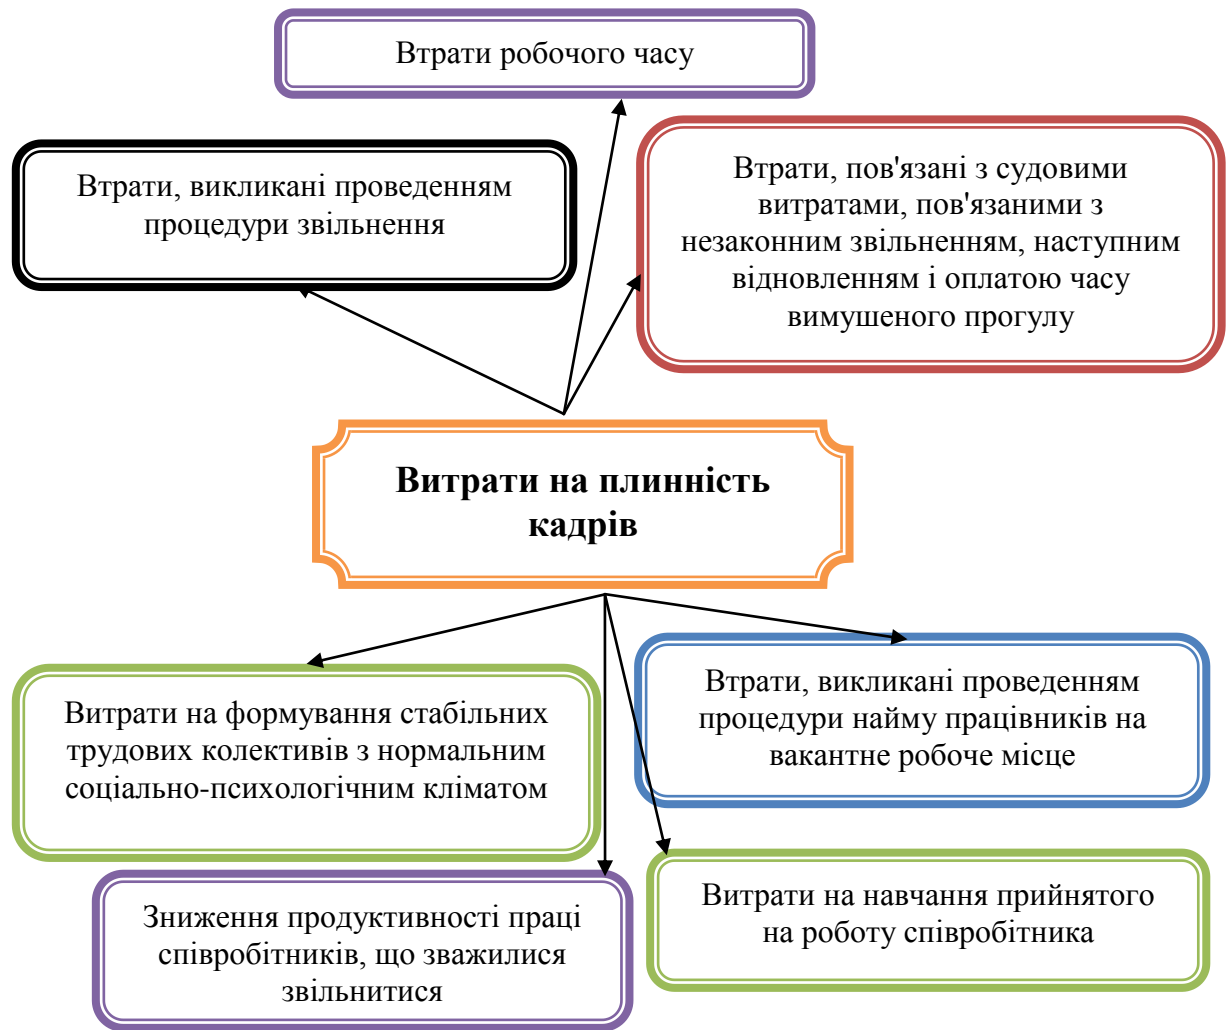 Втрати робочого часу
Втрати, викликані проведенням
процедури звільнення
Втрати, пов'язані з судовими
витратами, пов'язаними з
незаконним звільненням, наступним
відновленням і оплатою часу
вимушеного прогулу
Витрати на плинність
кадрів
Витрати на формування стабільних
трудових колективів з нормальним
соціально-психологічним кліматом
Втрати, викликані проведенням
процедури найму працівників на
вакантне робоче місце
Зниження продуктивності праці
співробітників, що зважилися
звільнитися
Витрати на навчання прийнятого
на роботу співробітника